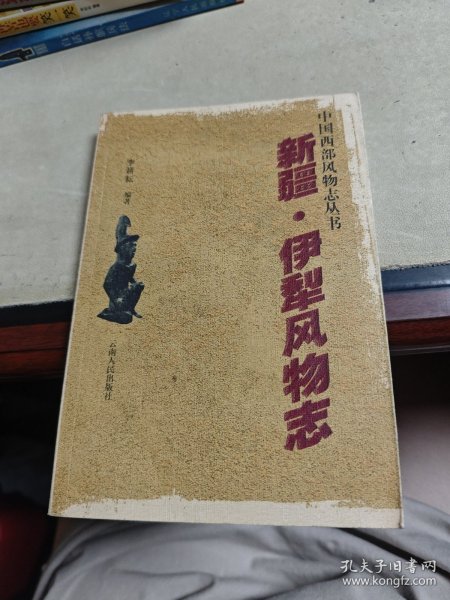 中国西部风物志丛书
新疆·伊犁风物志
编著
云南人民出版社
孔夫子旧书网
www.kongfz.com